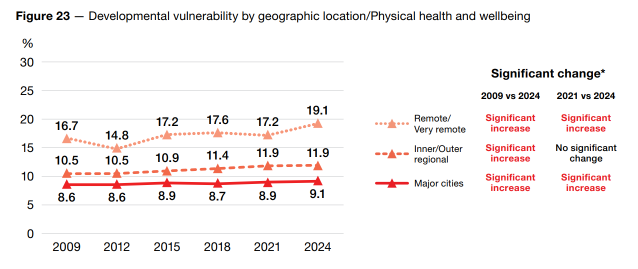 Figure 23 — Developmental vulnerability by geographic location/Physical health and wellbeing
%
30
25
20
15
10
5
0
16.7 14.8 17.2 17.6 17.2 19.1
10.5 10.5 10.9 11.4 11.9 11.9
8.6 8.6 8.9 8.7 8.9 9.1
2009 2012 2015 2018 2021 2024
Significant change*
2009 vs 2024 2021 vs 2024
Remote/
Very remote
Significant
increase
Significant
increase
Inner/Outer
regional
Significant
increase
No significant
change
Major cities
Significant
increase
Significant
increase